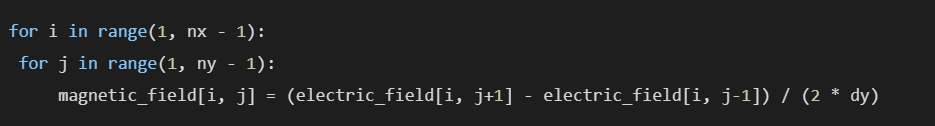 for i in range(1, nx - 1):
 for j in range(1, ny - 1):
     magnetic_field[i, j] = (electric_field[i, j+1] - electric_field[i, j-1]) / (2 * dy)